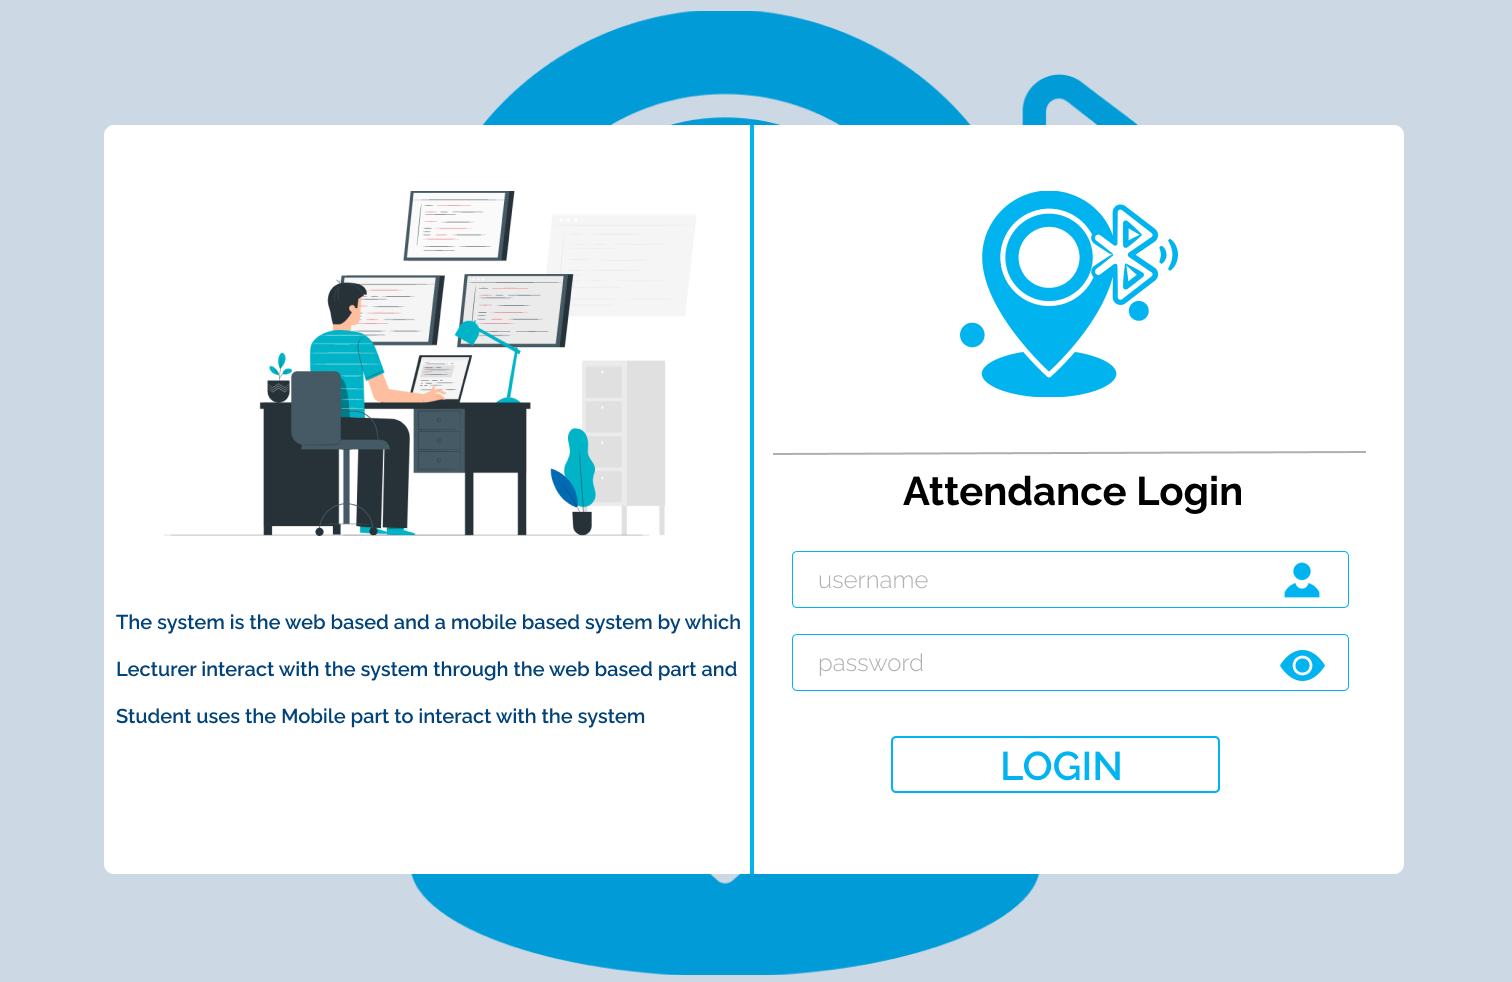 The system is the web based and a mobile based system by which
Lecturer interact with the system through the web based part and
Student uses the Mobile part to interact with the system
Attendance Login
username
password
LOGIN